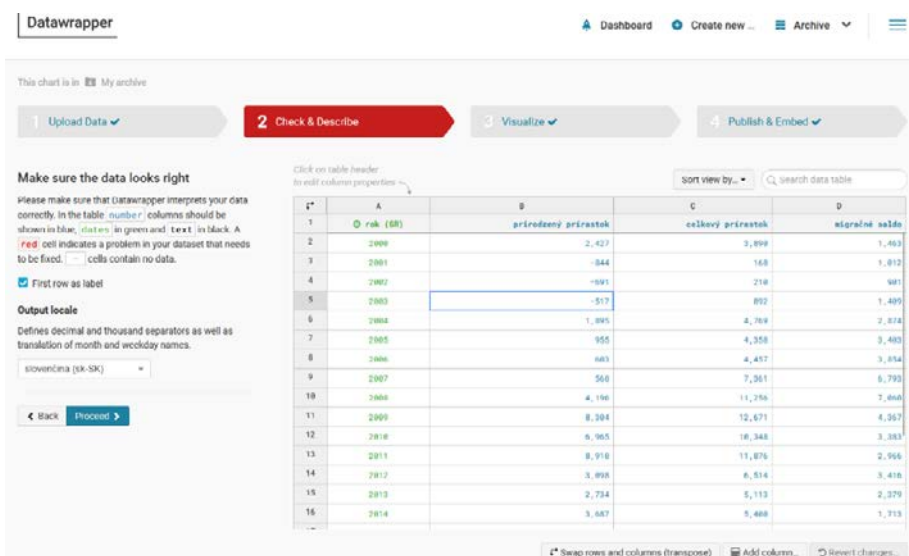 Datawrapper
Dashboard Create new ... Archive
This chart is in My archive
1 Upload Data
2 Check & Describe
3 Visualize
4 Publish & Embed
Make sure the data looks right
Please make sure that Datawrapper interprets your data
correctly. In the table number columns should be
shown in blue, dates in green and text in black. A
red cell indicates a problem in your dataset that needs
to be fixed. – cells contain no data.
First row as label
Output locale
Defines decimal and thousand separators as well as
translation of month and weekday names.
slovenčina (sk-SK)
Back Proceed
Click on table header
to edit column properties
Sort view by... Search data table
A B C D
1 rok (GR) prirodzený prírastok celkový prírastok migračné saldo
2 2000 2,427 3,890 1,463
3 2001 -844 168 1,012
4 2002 -691 210 901
5 2003 -517 892 1,409
6 2004 1,895 4,769 2,874
7 2005 955 4,358 3,403
8 2006 603 4,457 3,854
9 2007 568 7,361 6,793
10 2008 4,196 11,256 7,060
11 2009 8,304 12,671 4,367
12 2010 6,965 10,348 3,383
13 2011 8,910 11,876 2,966
14 2012 3,098 6,514 3,416
15 2013 2,734 5,113 2,379
16 2014 3,687 5,400 1,713
Swap rows and columns (transpose) Add column... Revert changes...